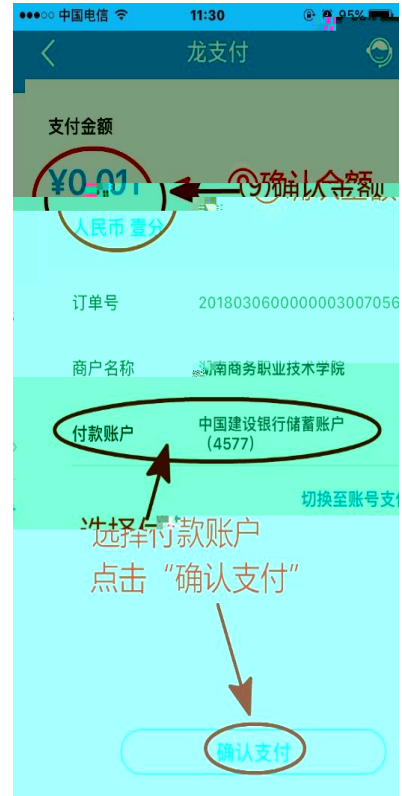 中国电信 11:30 95%
龙支付
支付金额
¥0.01
⑨确认金额
人民币 壹分
订单号 20180306000000003007056
商户名称 湖南商务职业技术学院
付款账户 中国建设银行储蓄账户
(4577)
切换至账号支付
选择付款账户
点击“确认支付”
确认支付